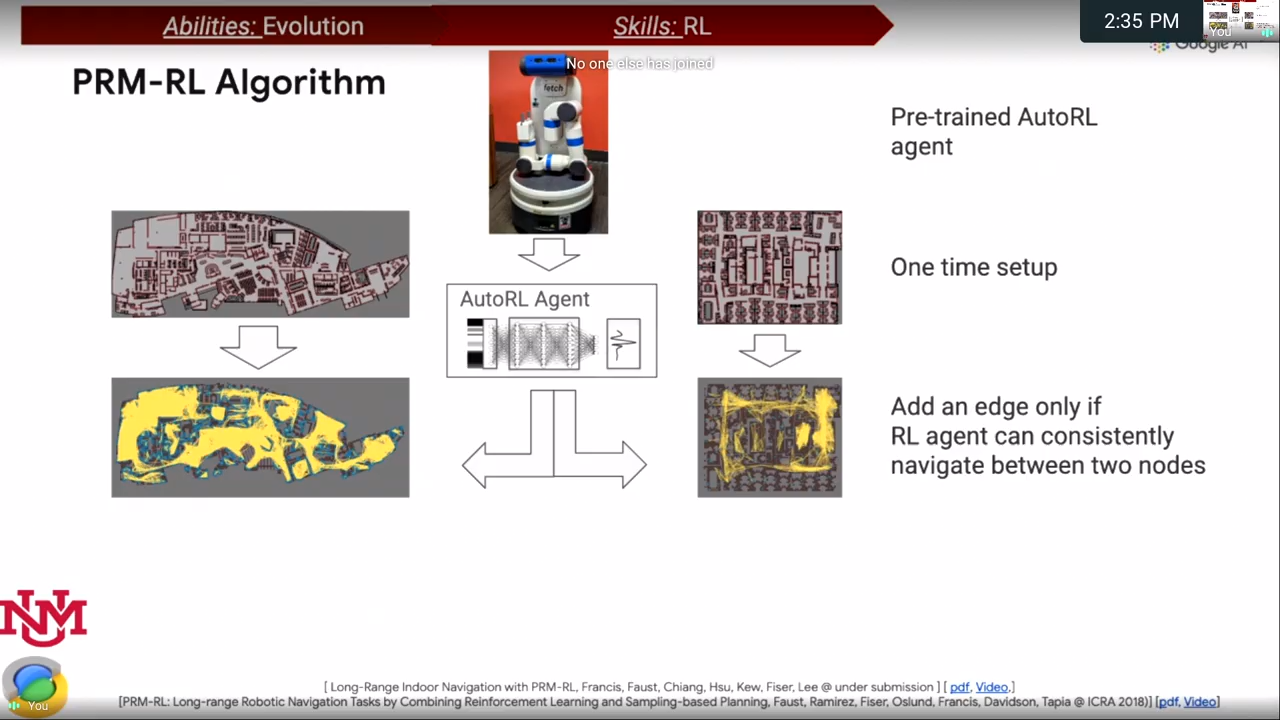 Abilities: Evolution
Skills: RL
2:35 PM
You
Google AI
No one else has joined
PRM-RL Algorithm
fetch
Pre-trained AutoRL
agent
One time setup
AutoRL Agent
Add an edge only if
RL agent can consistently
navigate between two nodes
NM
You
[ Long-Range Indoor Navigation with PRM-RL, Francis, Faust, Chiang, Hsu, Kew, Fiser, Lee @ under submission ] [ pdf, Video.]
[PRM-RL: Long-range Robotic Navigation Tasks by Combining Reinforcement Learning and Sampling-based Planning, Faust, Ramirez, Fiser, Oslund, Francis, Davidson, Tapia @ ICRA 2018)] [pdf, Video]